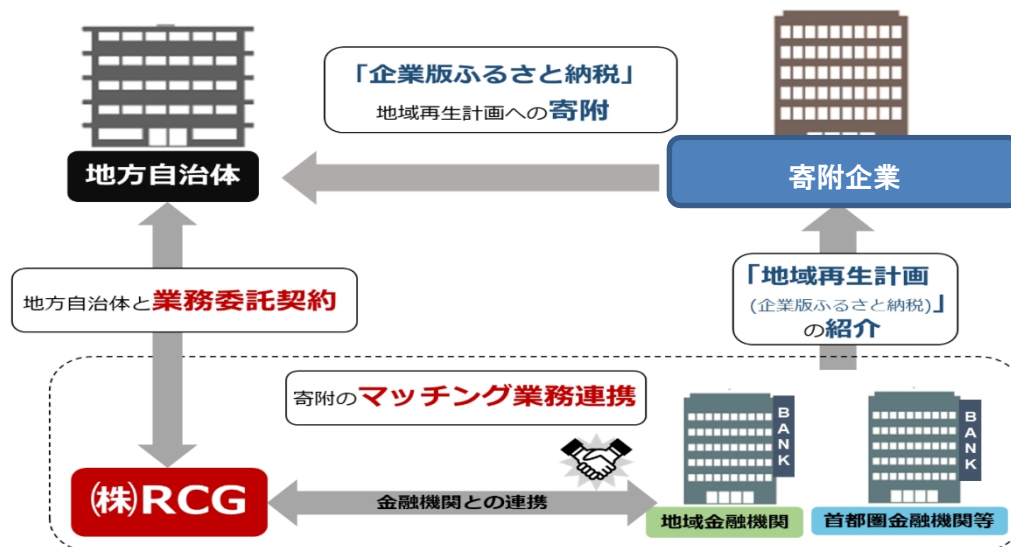 「企業版ふるさと納税」
地域再生計画への寄附
地方自治体
寄附企業
「地域再生計画
(企業版ふるさと納税)」
の紹介
地方自治体と業務委託契約
寄附のマッチング業務連携
BANK
BANK
㈱RCG
金融機関との連携
地域金融機関
首都圏金融機関等